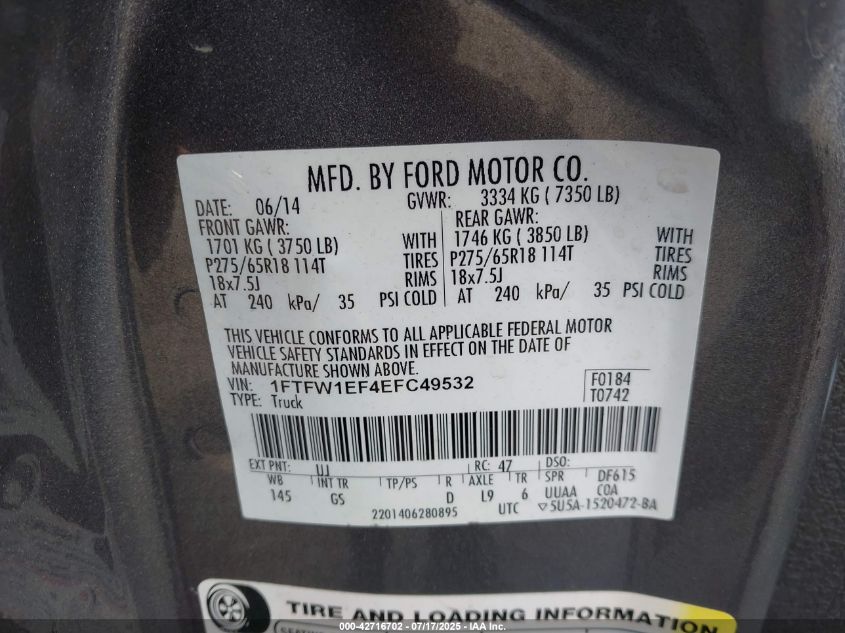 MFD. BY FORD MOTOR CO.
DATE: 06/14 GVWR: 3334 KG ( 7350 LB)
FRONT GAWR: REAR GAWR:
1701 KG ( 3750 LB) WITH 1746 KG ( 3850 LB) WITH
P275/65R18 114T TIRES P275/65R18 114T TIRES
18x7.5J RIMS 18x7.5J RIMS
AT 240 kPa/ 35 PSI COLD AT 240 kPa/ 35 PSI COLD
THIS VEHICLE CONFORMS TO ALL APPLICABLE FEDERAL MOTOR
VEHICLE SAFETY STANDARDS IN EFFECT ON THE DATE OF
MANUFACTURE SHOWN ABOVE.
VIN: 1FTFW1EF4EFC49532 F0184
TYPE: Truck T0742
EXT PNT: UJ RC: 47 DSO:
WB INT TR TP/PS R AXLE TR SPR DF615
145 GS D L9 6 UUAA COA
2201406280895 UTC ▽5U5A-1520472-BA
TIRE AND LOADING INFORMATION
000-42716702 - 07/17/2025 - IAA Inc.